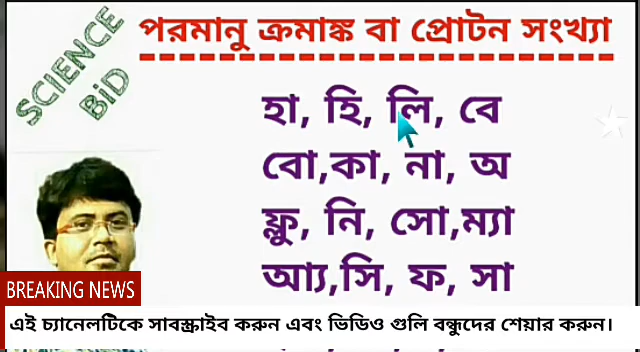 SCIENCE
BiD
পরমানু ক্রমাঙ্ক বা প্রোটন সংখ্যা
হা, হি, লি, বে
বো,কা, না, অ
ফ্লু, নি, সো,ম্যা
আ্য,সি, ফ, সা
BREAKING NEWS
এই চ্যানেলটিকে সাবস্ক্রাইব করুন এবং ভিডিও গুলি বন্ধুদের শেয়ার করুন।